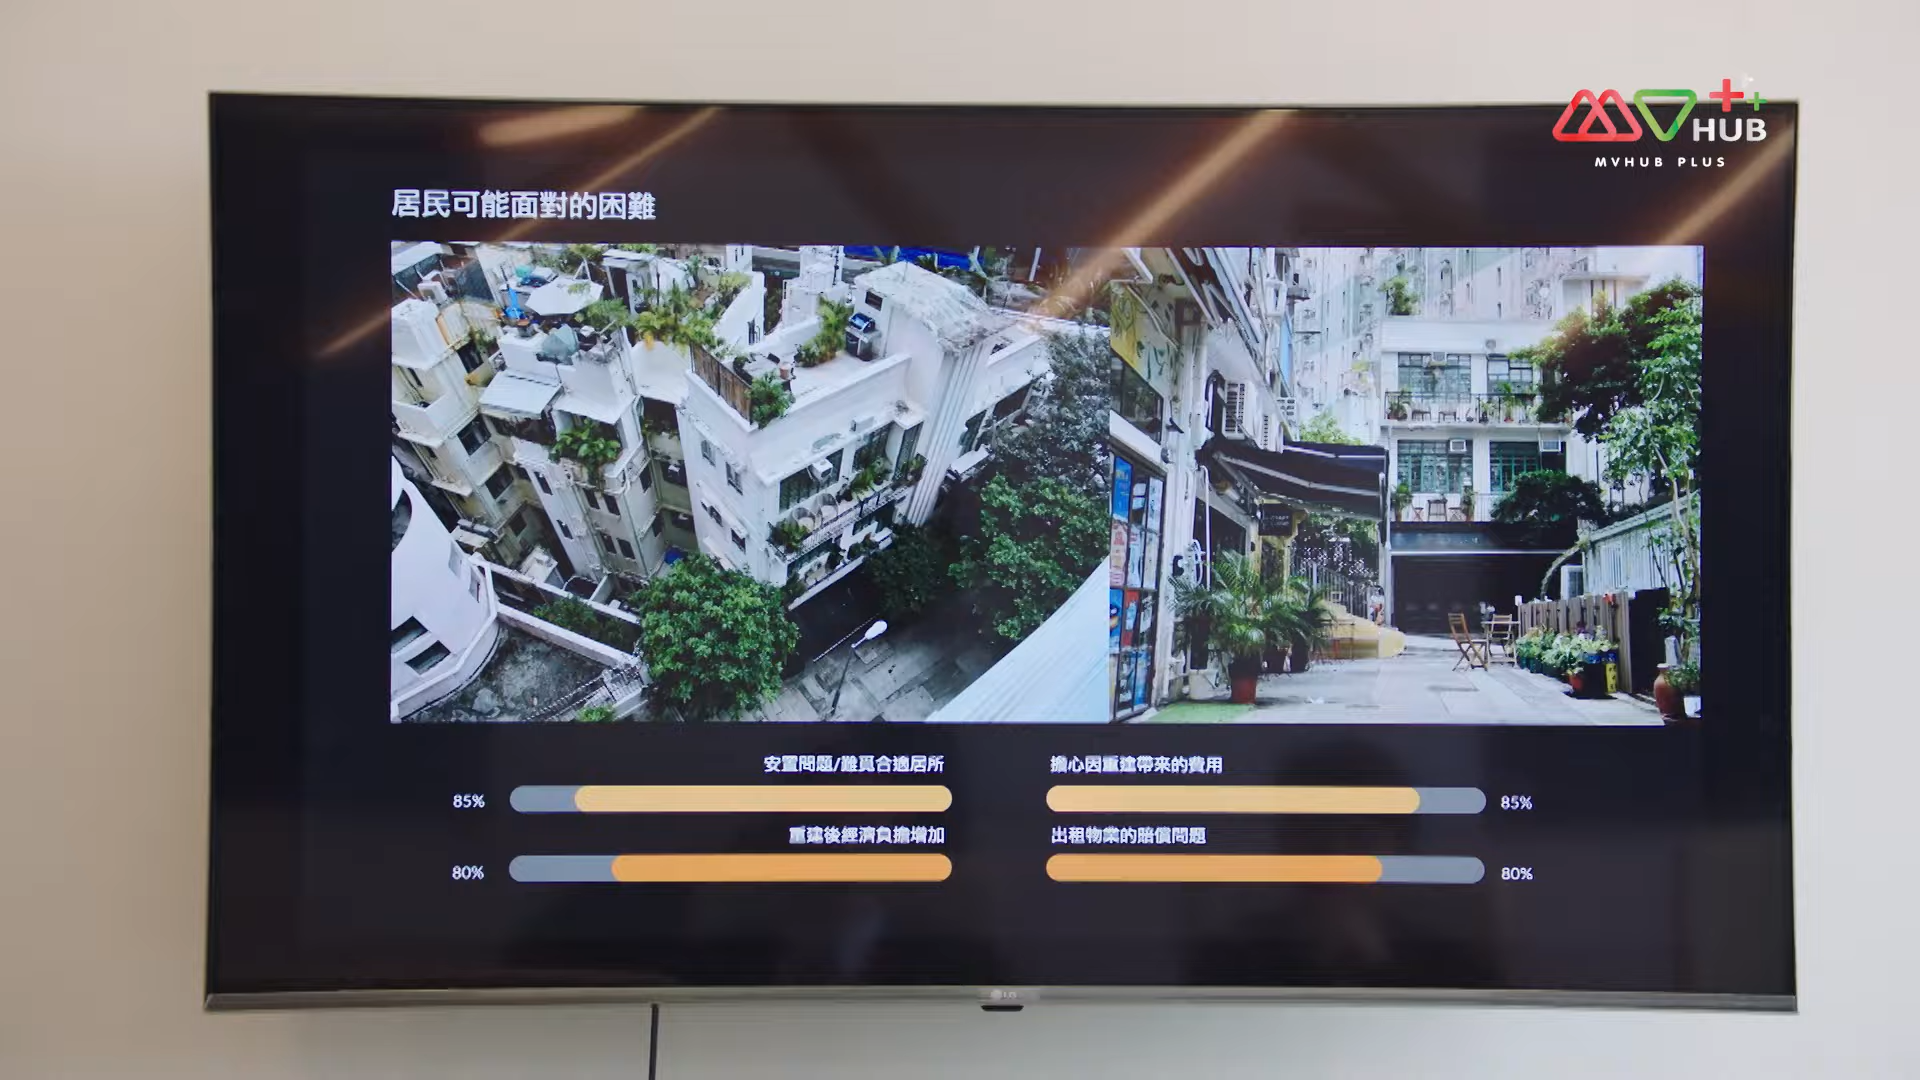 HUB
MVHUB PLUS
居民可能面對的困難
安置問題/難覓合適居所
85%
擔心因重建帶來的費用
85%
重建後經濟負擔增加
80%
出租物業的賠償問題
80%
LG